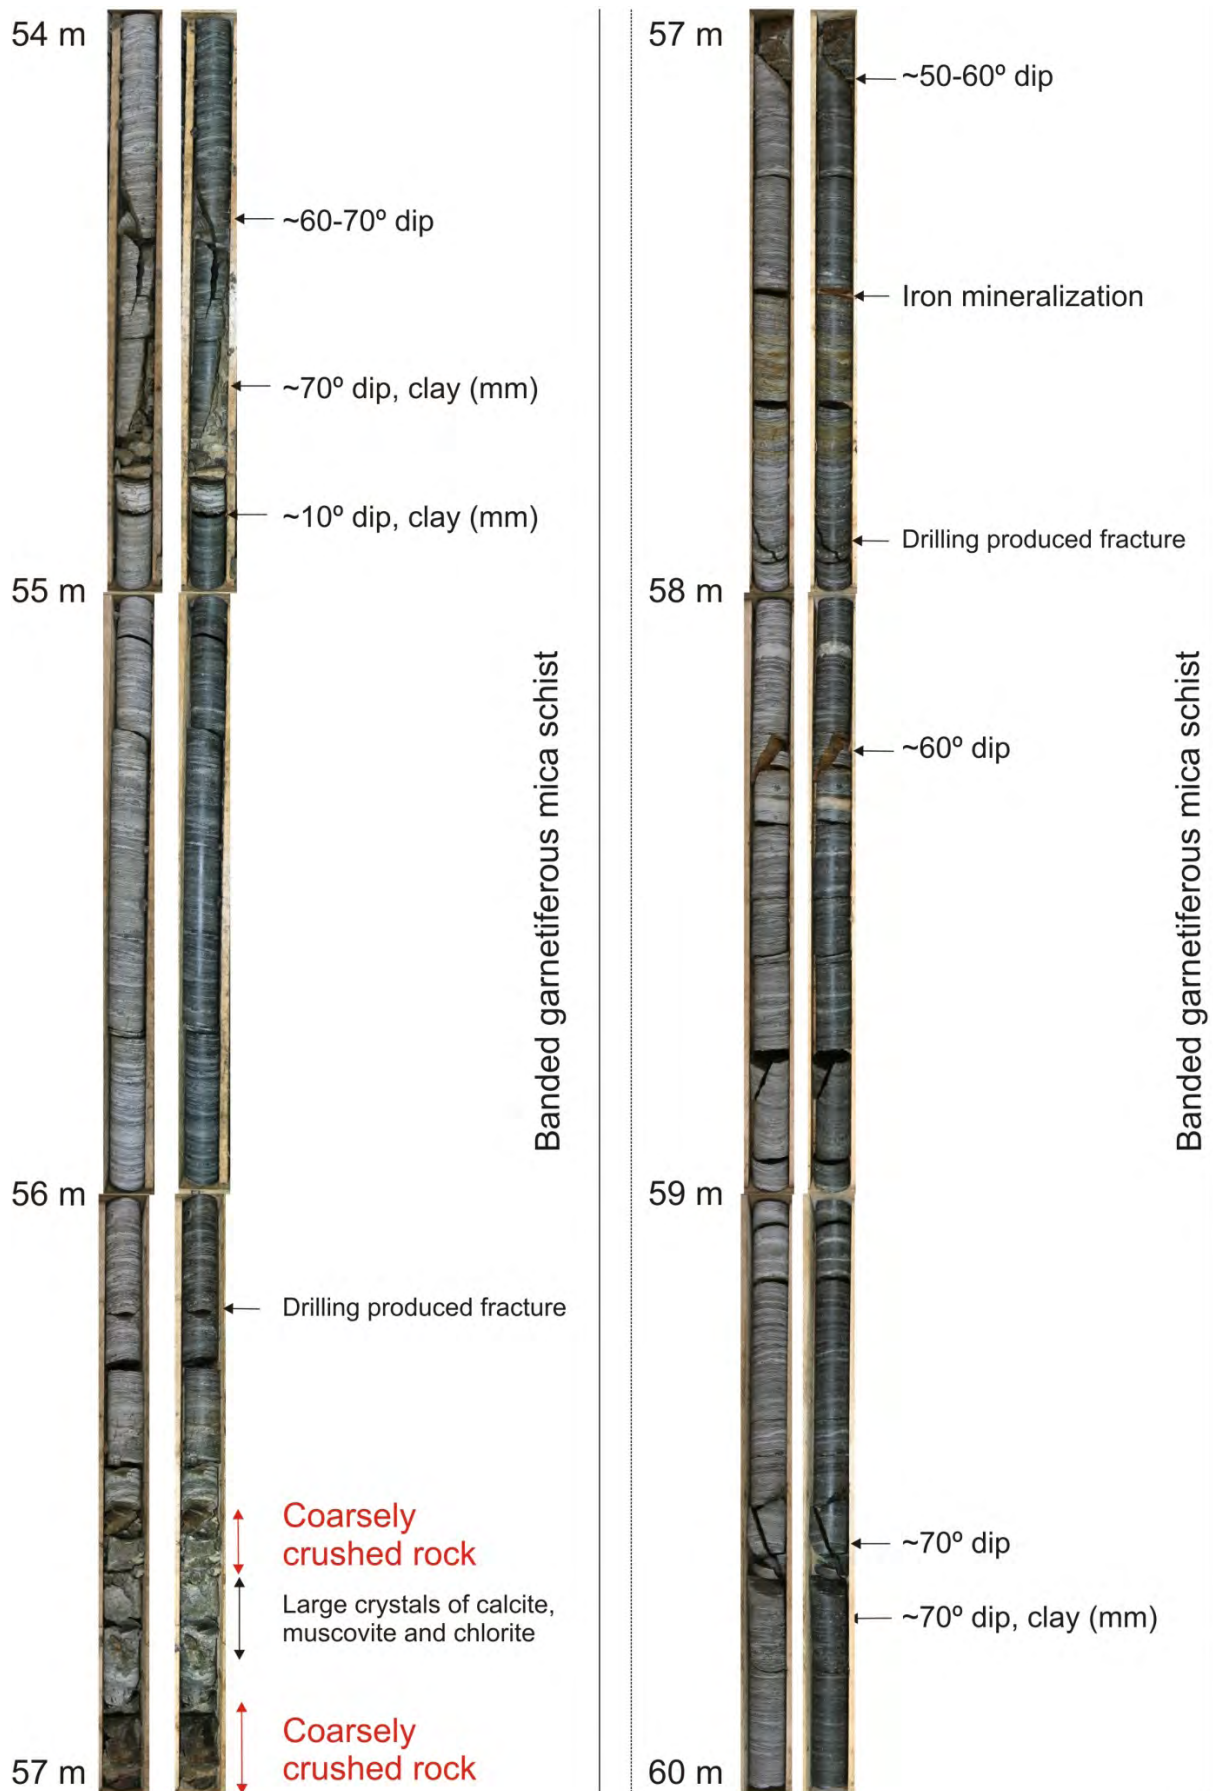 54 m
~60-70º dip
~70º dip, clay (mm)
~10º dip, clay (mm)
55 m
Banded garnetiferous mica schist
56 m
Drilling produced fracture
Coarsely
crushed rock
Large crystals of calcite,
muscovite and chlorite
Coarsely
crushed rock
57 m
57 m
~50-60º dip
Iron mineralization
Drilling produced fracture
58 m
Banded garnetiferous mica schist
~60º dip
59 m
~70º dip
~70º dip, clay (mm)
60 m